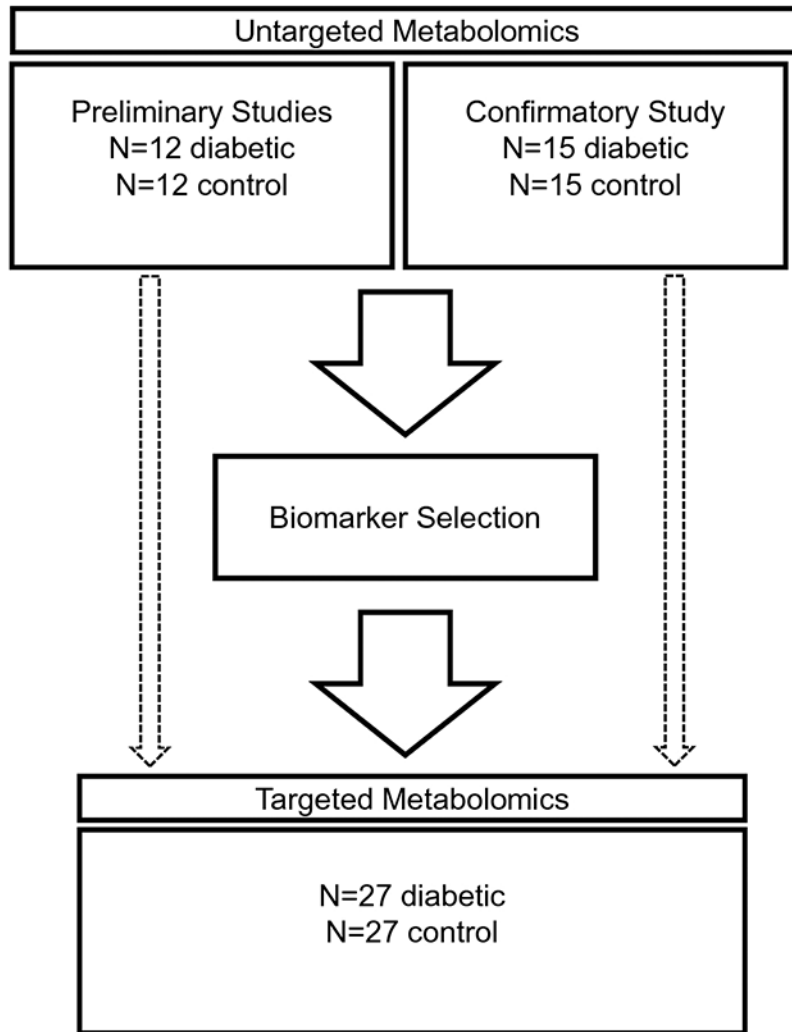 Untargeted Metabolomics
Preliminary Studies
N=12 diabetic
N=12 control
Confirmatory Study
N=15 diabetic
N=15 control
Biomarker Selection
Targeted Metabolomics
N=27 diabetic
N=27 control